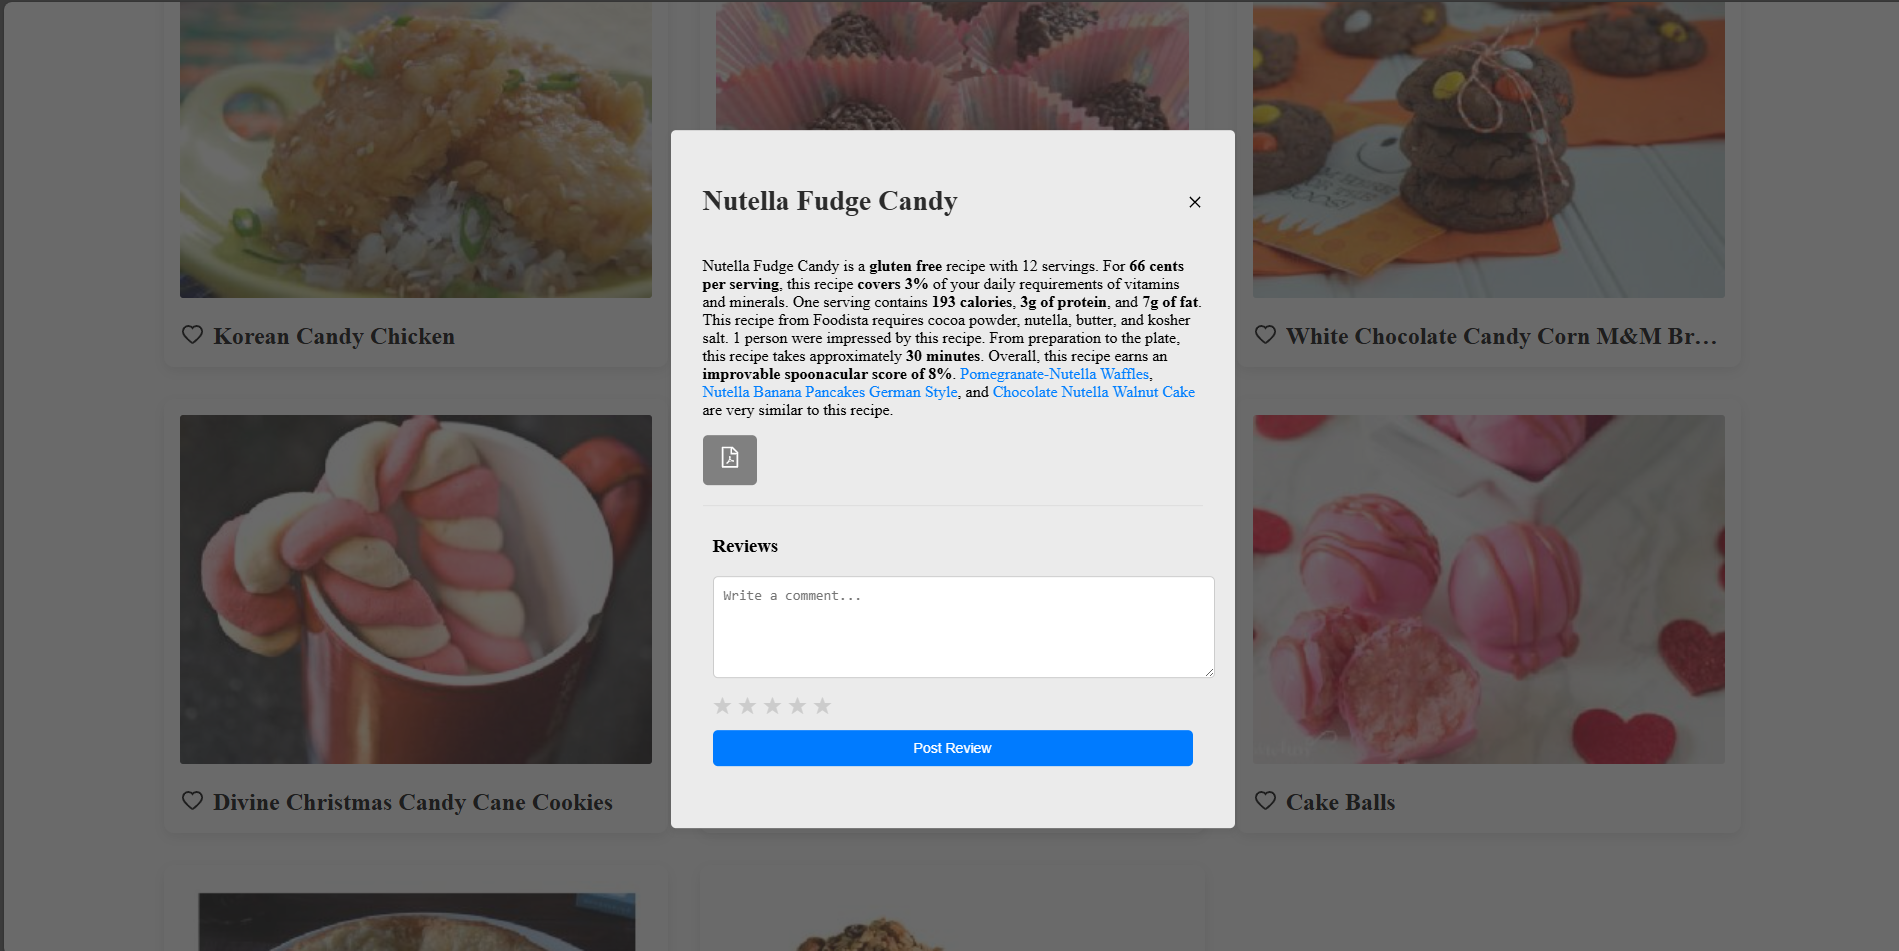 Nutella Fudge Candy
Nutella Fudge Candy is a gluten free recipe with 12 servings. For 66 cents
per serving, this recipe covers 3% of your daily requirements of vitamins
and minerals. One serving contains 193 calories, 3g of protein, and 7g of fat.
This recipe from Foodista requires cocoa powder, nutella, butter, and kosher
salt. 1 person were impressed by this recipe. From preparation to the plate,
this recipe takes approximately 30 minutes. Overall, this recipe earns an
improvable spoonacular score of 8%. Pomegranate-Nutella Waffles,
Nutella Banana Pancakes German Style, and Chocolate Nutella Walnut Cake
are very similar to this recipe.
Reviews
Write a comment...
Post Review
Korean Candy Chicken
White Chocolate Candy Corn M&M Br...
Divine Christmas Candy Cane Cookies
Cake Balls